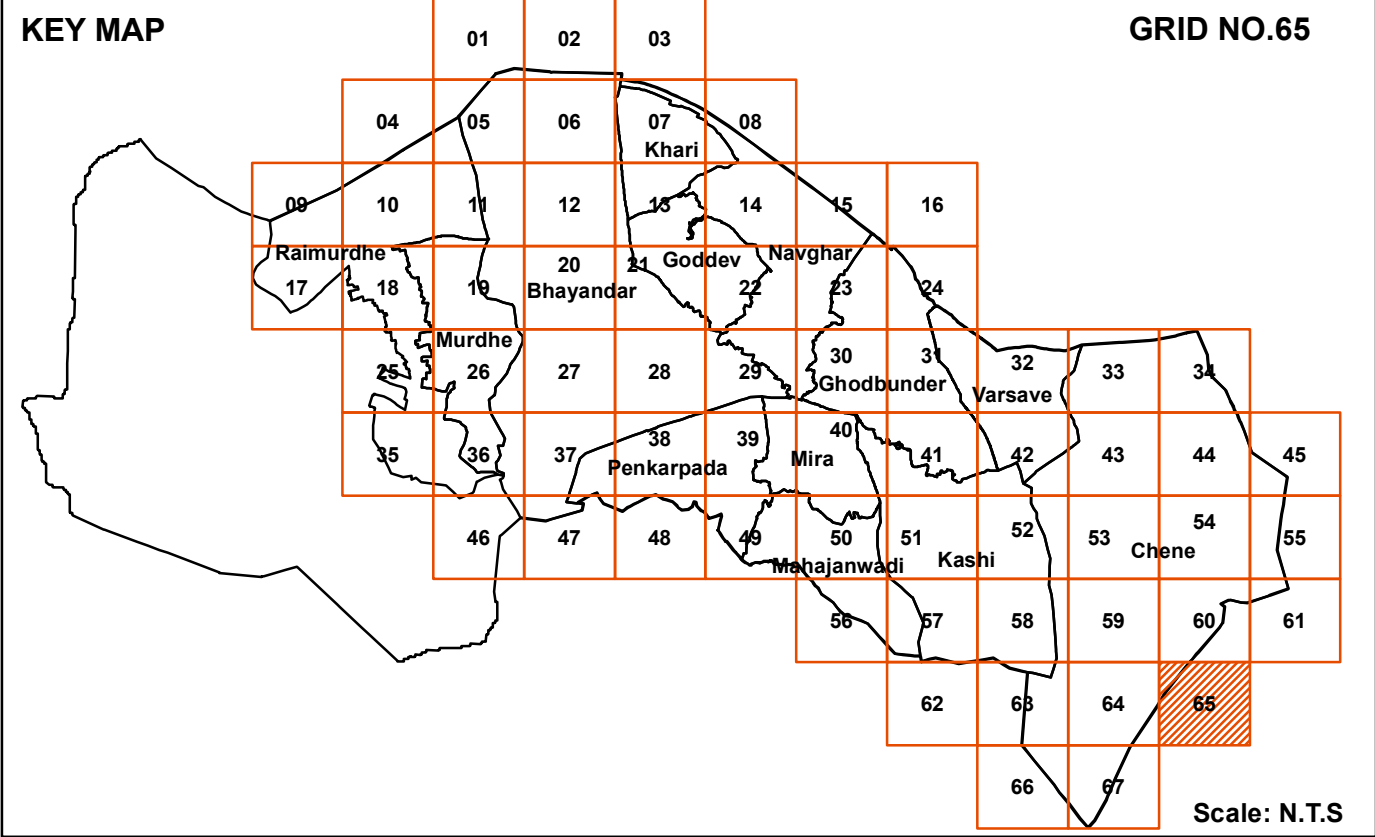 KEY MAP
GRID NO.65
01 02 03
04 05 06 07 08
Khari
09 10 11 12 13 14 15 16
Raimurdhe Goddev Navghar
17 18 19 20 21 22 23 24
Bhayandar
Murdhe
25 26 27 28 29 30 31 32 33 34
Ghodbunder
Varsave
35 36 37 38 39 40 41 42 43 44 45
Penkarpada Mira
46 47 48 49 50 51 52 53 54 55
Mahajanwadi Kashi Chene
56 57 58 59 60 61
62 63 64 65
66 67
Scale: N.T.S